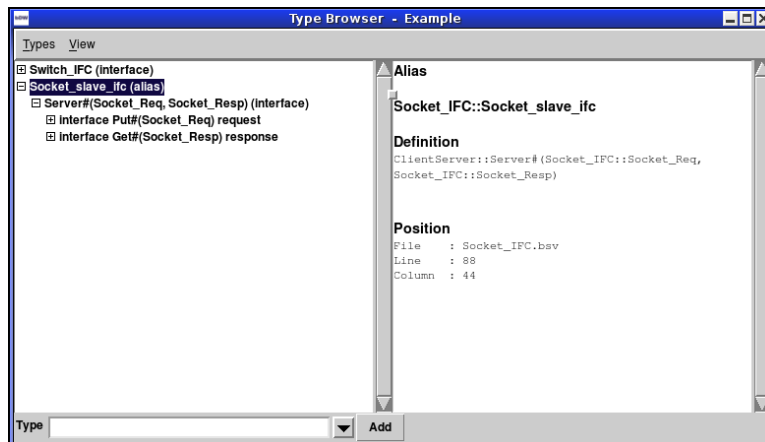 Type Browser - Example
Types View
Switch_IFC (interface)
Socket_slave_ifc (alias)
Server#(Socket_Req, Socket_Resp) (interface)
interface Put#(Socket_Req) request
interface Get#(Socket_Resp) response
Alias
Socket_IFC::Socket_slave_ifc
Definition
ClientServer::Server#(Socket_IFC::Socket_Req,
Socket_IFC::Socket_Resp)
Position
File : Socket_IFC.bsv
Line : 88
Column : 44
Type
Add